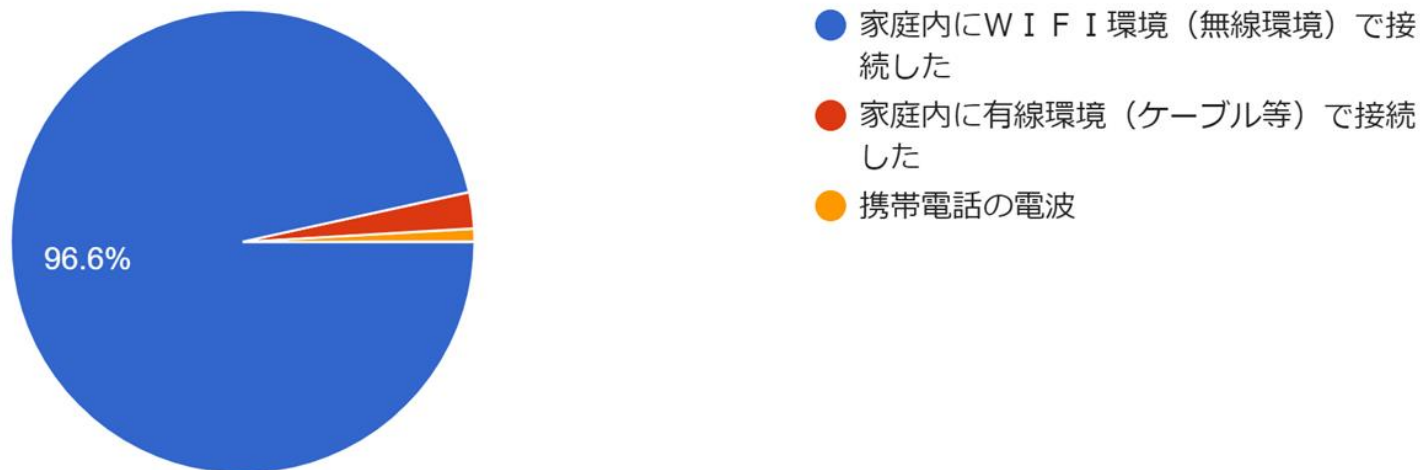 家庭内にＷＩＦＩ環境（無線環境）で接
続した
家庭内に有線環境（ケーブル等）で接続
した
携帯電話の電波
96.6%